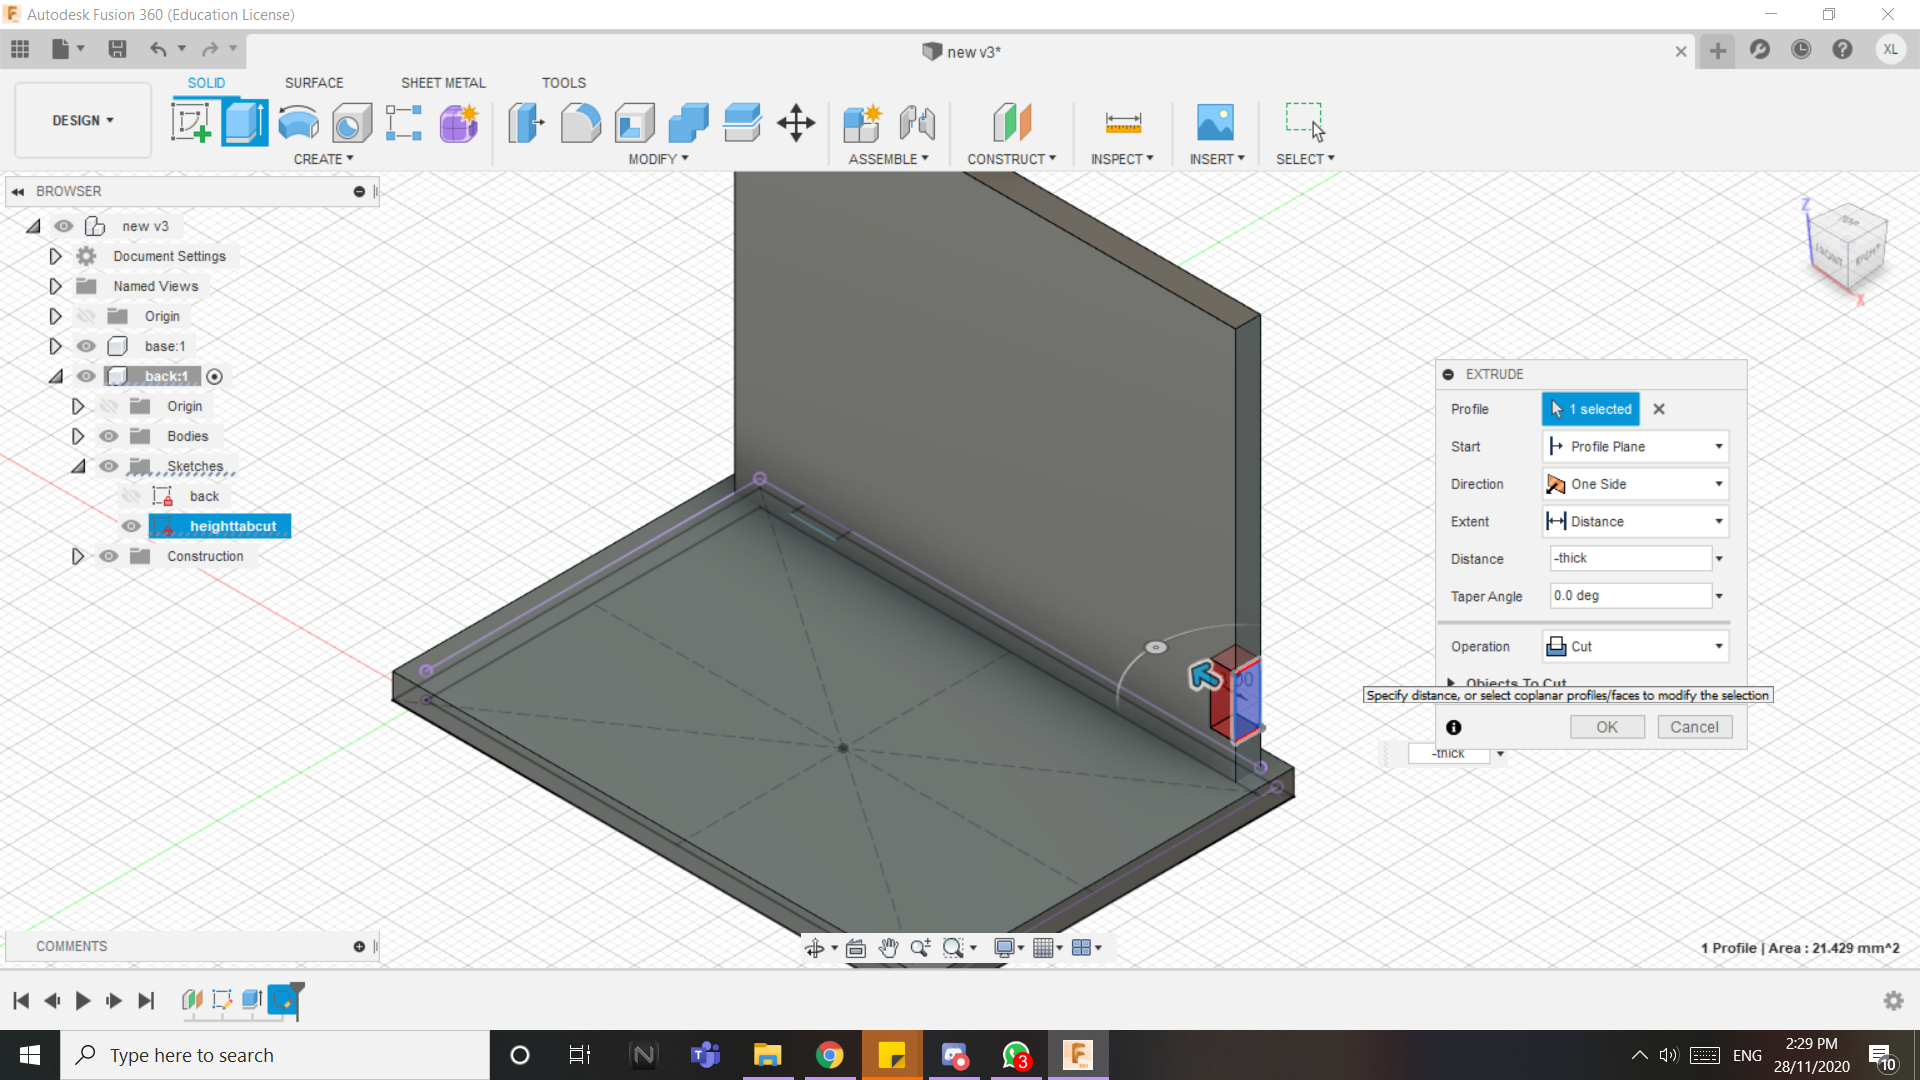 Autodesk Fusion 360 (Education License)
new v3*
XL
DESIGN
SOLID
SURFACE
SHEET METAL
TOOLS
CREATE
MODIFY
ASSEMBLE
CONSTRUCT
INSPECT
INSERT
SELECT
BROWSER
new v3
Document Settings
Named Views
Origin
base:1
back:1
Origin
Bodies
Sketches
back
heighttabcut
Construction
Z
TOP
FRONT
RIGHT
X
EXTRUDE
Profile 1 selected
Start Profile Plane
Direction One Side
Extent Distance
Distance -thick
Taper Angle 0.0 deg
Operation Cut
Objects To Cut
Specify distance, or select coplanar profiles/faces to modify the selection
OK Cancel
-thick
COMMENTS
1 Profile | Area : 21.429 mm^2
Type here to search
3
ENG
2:29 PM
28/11/2020
10